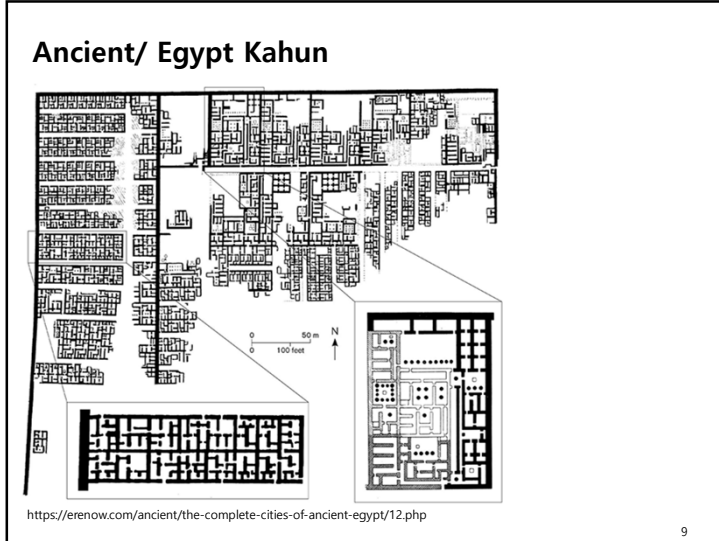 Ancient/ Egypt Kahun
0 50 m
100 feet
N
https://erenow.com/ancient/the-complete-cities-of-ancient-egypt/12.php
9